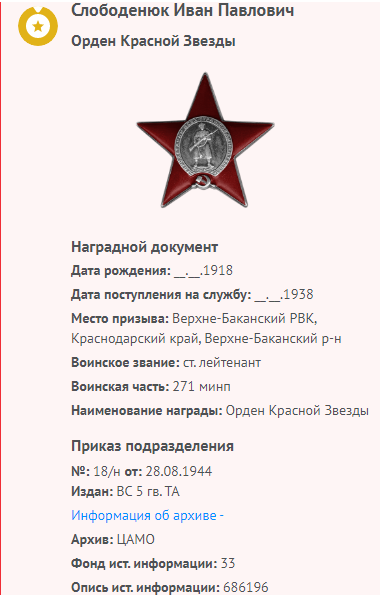 Слободенюк Иван Павлович
Орден Красной Звезды
Наградной документ
Дата рождения: __.__.1918
Дата поступления на службу: __.__.1938
Место призыва: Верхне-Баканский РВК,
Краснодарский край, Верхне-Баканский р-н
Воинское звание: ст. лейтенант
Воинская часть: 271 минп
Наименование награды: Орден Красной Звезды
Приказ подразделения
№: 18/н от: 28.08.1944
Издан: ВС 5 гв. ТА
Информация об архиве -
Архив: ЦАМО
Фонд ист. информации: 33
Опись ист. информации: 686196